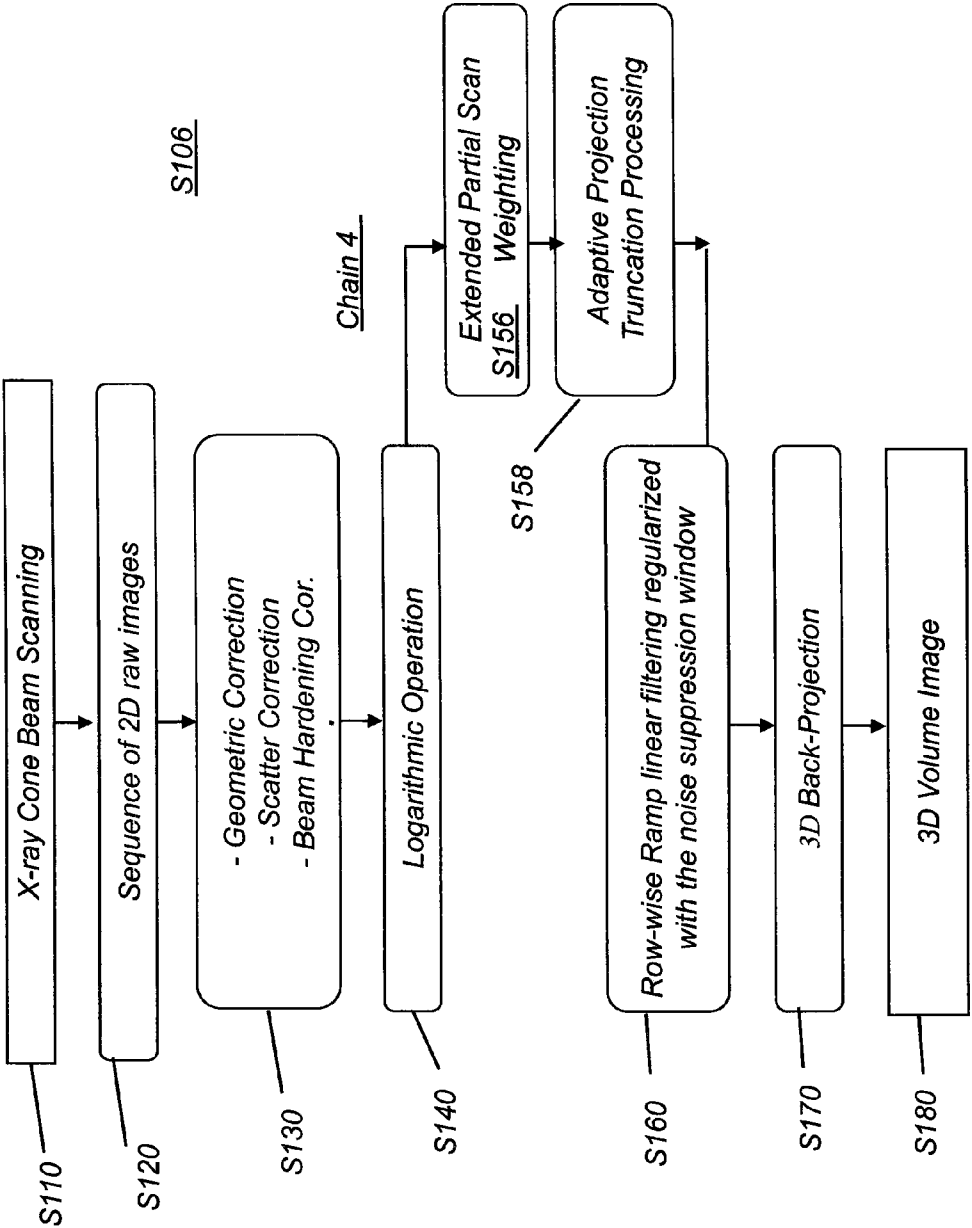 S106
S110
X-ray Cone Beam Scanning
S120
Sequence of 2D raw images
S130
- Geometric Correction
- Scatter Correction
- Beam Hardening Cor.
S140
Logarithmic Operation
Chain 4
Extended Partial Scan
S156 Weighting
S158
Adaptive Projection
Truncation Processing
S160
Row-wise Ramp linear filtering regularized
with the noise suppression window
S170
3D Back-Projection
S180
3D Volume Image